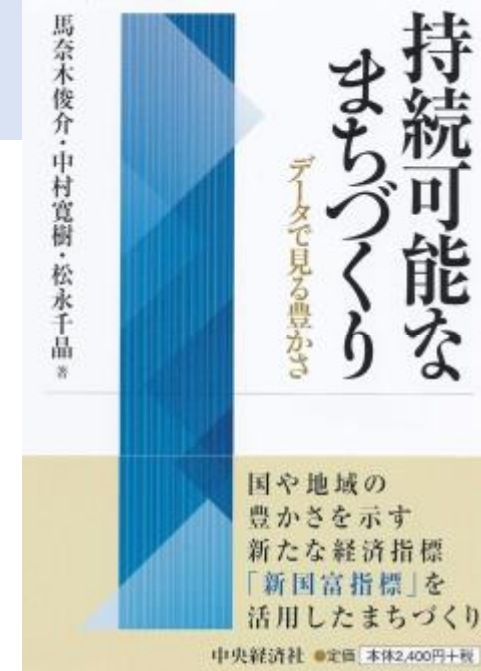 持続可能な
まちづくり
データで見る豊かさ
馬奈木俊介・中村寛樹・松永千晶 著
国や地域の
豊かさを示す
新たな経済指標
「新国富指標」を
活用したまちづくり
中央経済社 ●定価 本体2,400円+税